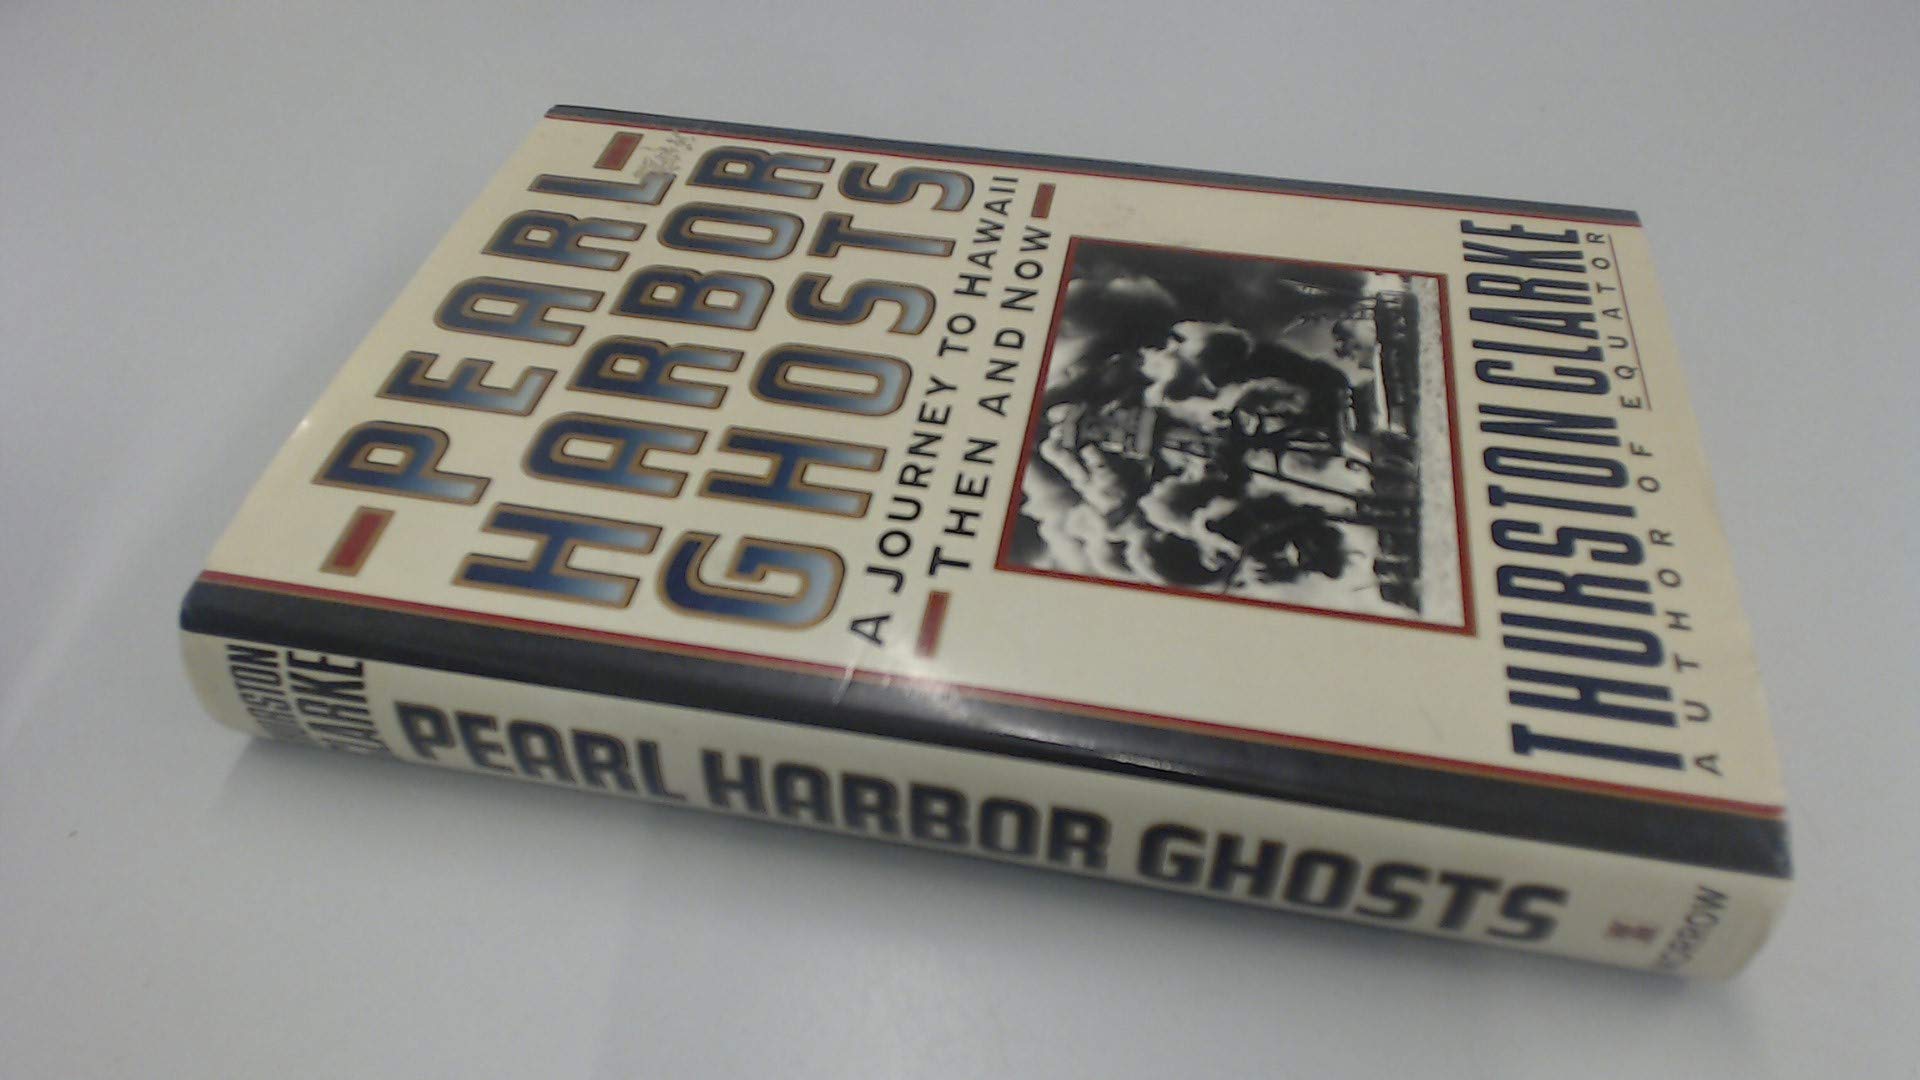 PEARL
HARBOR
GHOSTS
A JOURNEY TO HAWAII
THEN AND NOW
THURSTON CLARKE
AUTHOR OF EQUATOR
THURSTON
CLARKE
PEARL HARBOR GHOSTS
MORROW